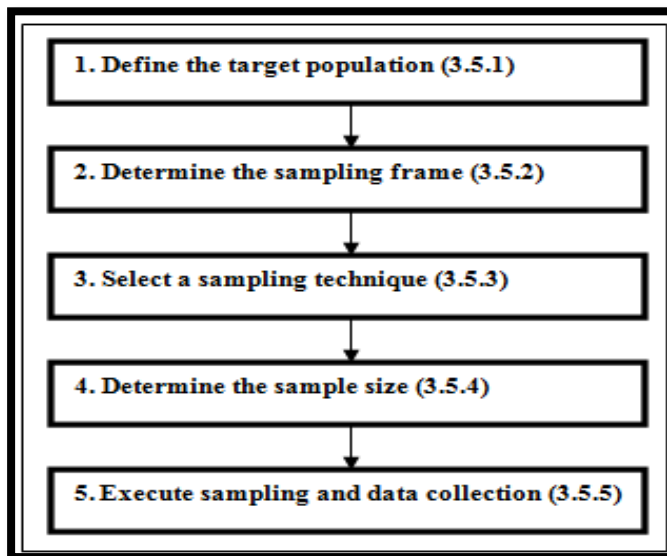 1. Define the target population (3.5.1)
2. Determine the sampling frame (3.5.2)
3. Select a sampling technique (3.5.3)
4. Determine the sample size (3.5.4)
5. Execute sampling and data collection (3.5.5)